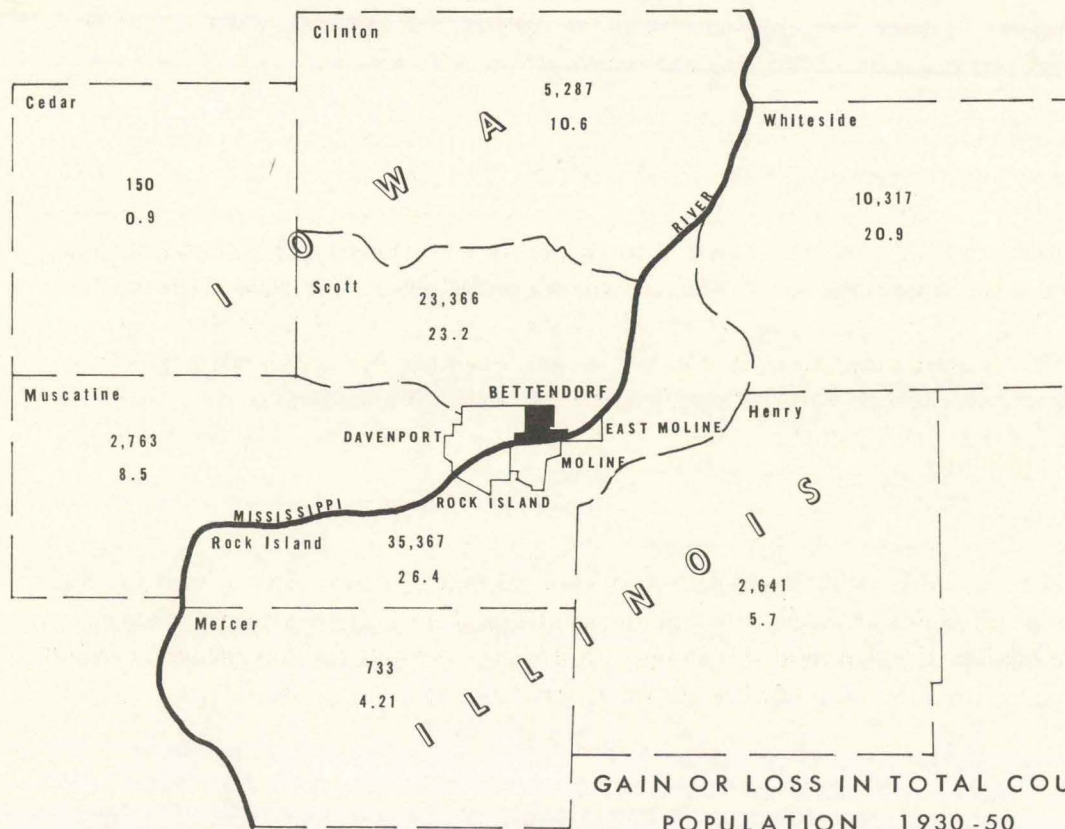 Clinton
5,287
10.6
Cedar
150
0.9
Whiteside
10,317
20.9
IOWA
RIVER
Scott
23,366
23.2
Muscatine
2,763
8.5
BETTENDORF
DAVENPORT
EAST MOLINE
MOLINE
ROCK ISLAND
Henry
MISSISSIPPI
Rock Island
35,367
26.4
2,641
5.7
Mercer
733
4.21
ILLINOIS
GAIN OR LOSS IN TOTAL COU
POPULATION 1930-50